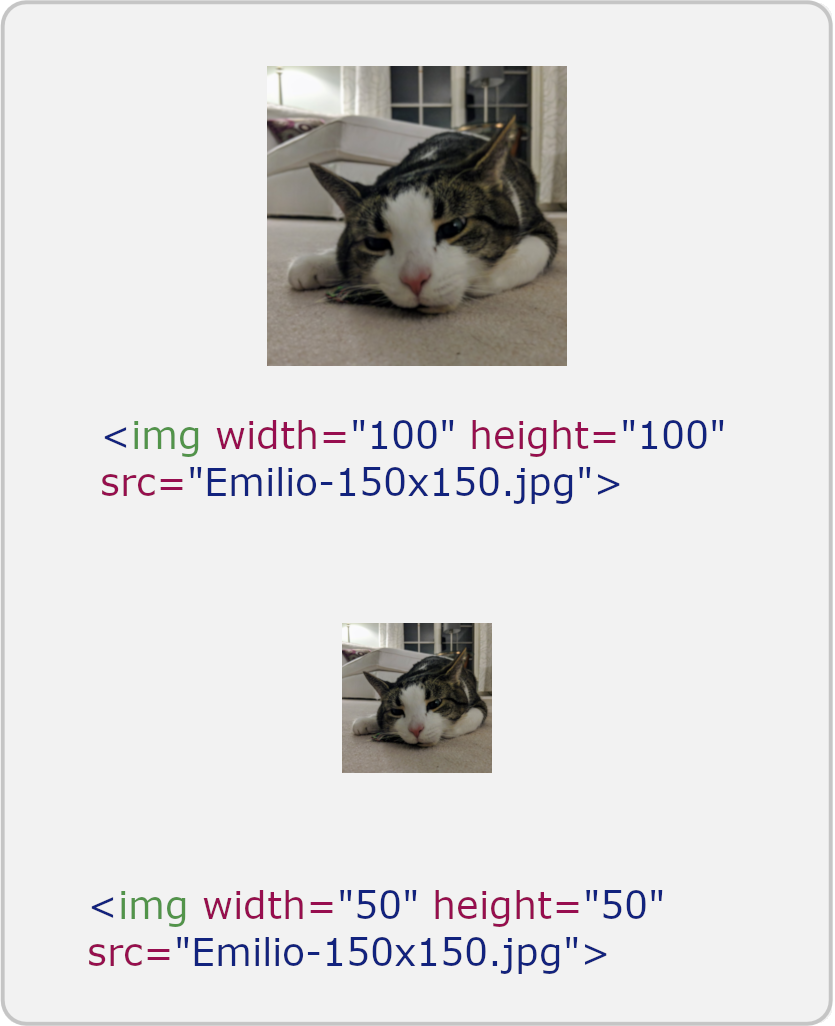 <img width="100" height="100"
src="Emilio-150x150.jpg">
<img width="50" height="50"
src="Emilio-150x150.jpg">